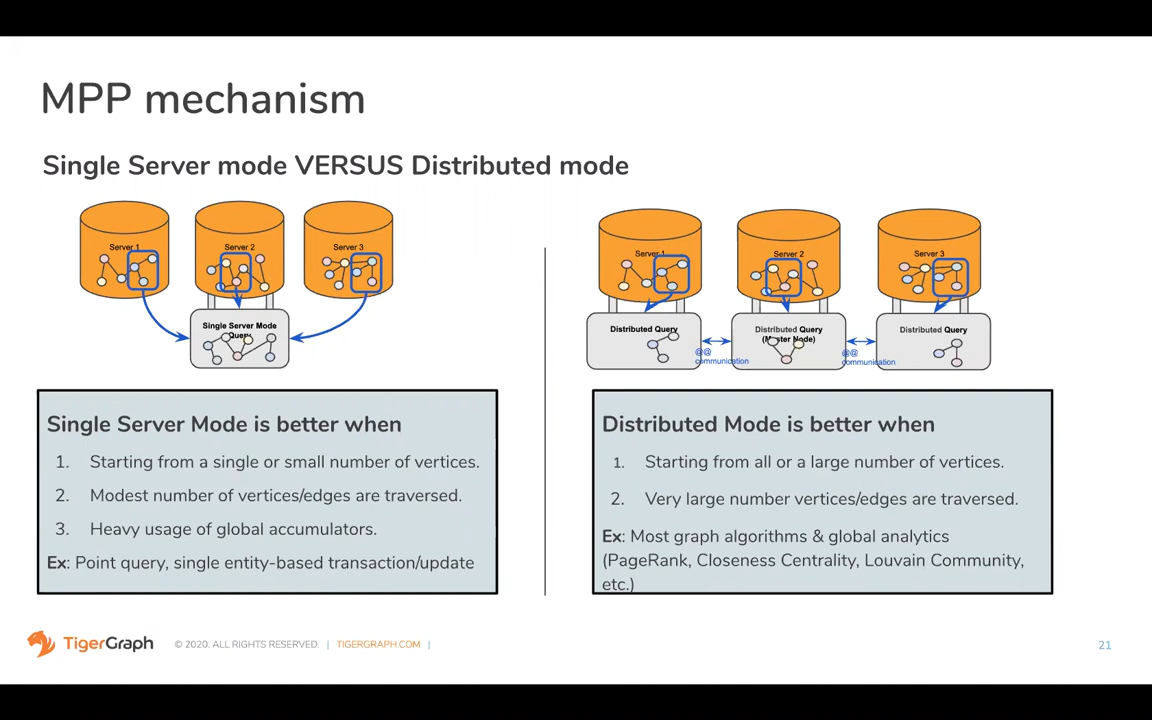 MPP mechanism
Single Server mode VERSUS Distributed mode
Server 1
Server 2
Server 3
Single Server Mode
Query
Server 1
Server 2
Server 3
Distributed Query
Distributed Query
(Master Node)
Distributed Query
@@
communication
@@
communication
Single Server Mode is better when
1. Starting from a single or small number of vertices.
2. Modest number of vertices/edges are traversed.
3. Heavy usage of global accumulators.
Ex: Point query, single entity-based transaction/update
Distributed Mode is better when
1. Starting from all or a large number of vertices.
2. Very large number vertices/edges are traversed.
Ex: Most graph algorithms & global analytics
(PageRank, Closeness Centrality, Louvain Community,
etc.)
TigerGraph
© 2020. ALL RIGHTS RESERVED. | TIGERGRAPH.COM |
21